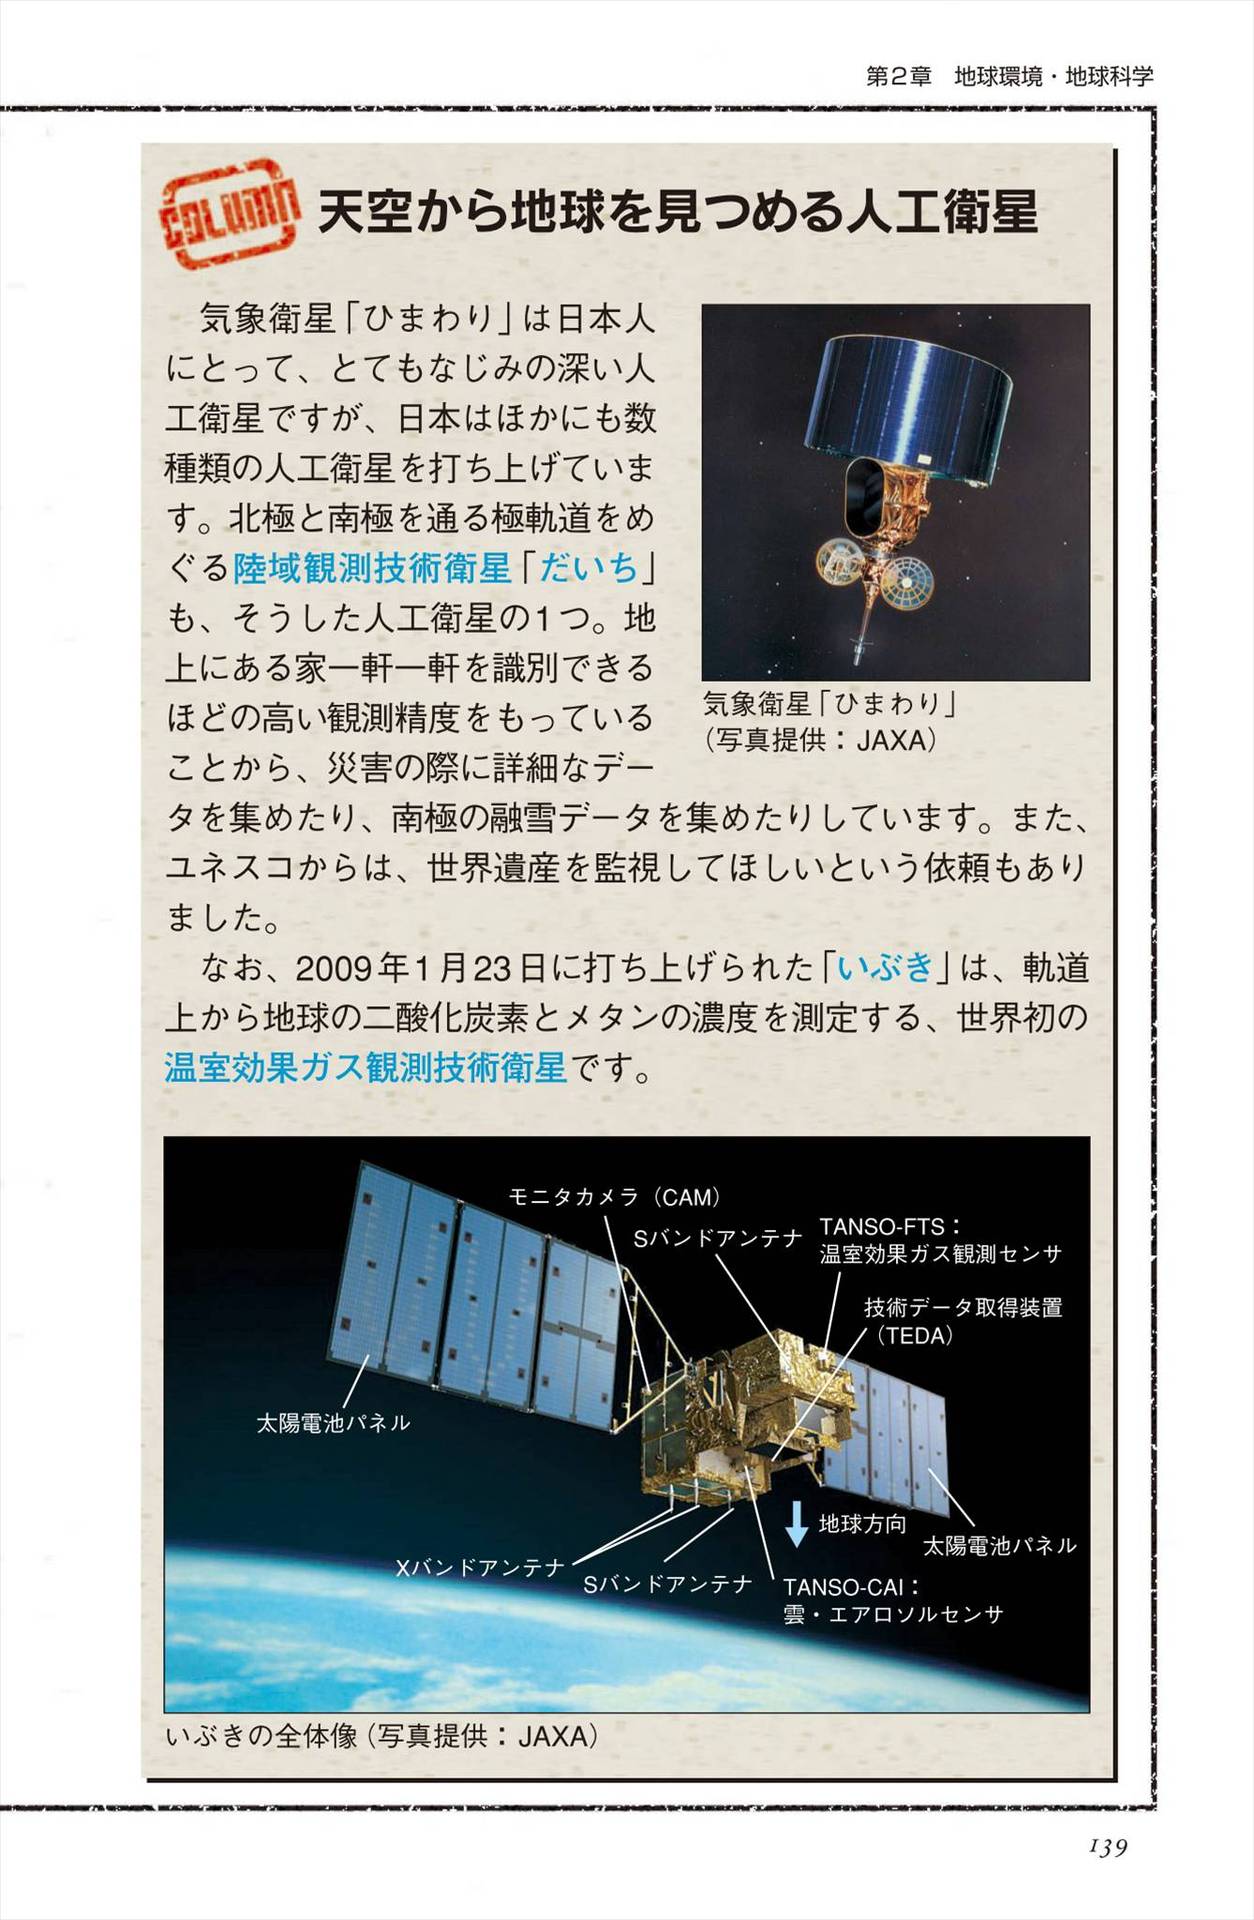 第2章　地球環境・地球科学
COLUMN
天空から地球を見つめる人工衛星
気象衛星「ひまわり」は日本人
にとって、とてもなじみの深い人
工衛星ですが、日本はほかにも数
種類の人工衛星を打ち上げていま
す。北極と南極を通る極軌道をめ
ぐる陸域観測技術衛星「だいち」
も、そうした人工衛星の1つ。地
上にある家一軒一軒を識別できる
ほどの高い観測精度をもっている
ことから、災害の際に詳細なデー
タを集めたり、南極の融雪データを集めたりしています。また、
ユネスコからは、世界遺産を監視してほしいという依頼もあり
ました。
気象衛星「ひまわり」
（写真提供：JAXA）
なお、2009年1月23日に打ち上げられた「いぶき」は、軌道
上から地球の二酸化炭素とメタンの濃度を測定する、世界初の
温室効果ガス観測技術衛星です。
モニタカメラ（CAM）
Sバンドアンテナ
TANSO-FTS：
温室効果ガス観測センサ
技術データ取得装置
（TEDA）
太陽電池パネル
地球方向
太陽電池パネル
Xバンドアンテナ
Sバンドアンテナ
TANSO-CAI：
雲・エアロソルセンサ
いぶきの全体像（写真提供：JAXA）
139